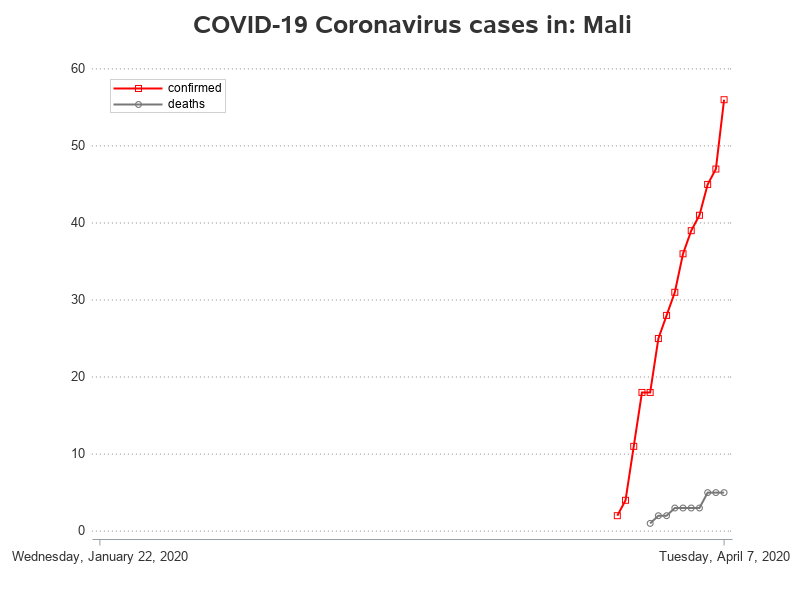 COVID-19 Coronavirus cases in: Mali
60
confirmed
deaths
50
40
30
20
10
0
Wednesday, January 22, 2020
Tuesday, April 7, 2020